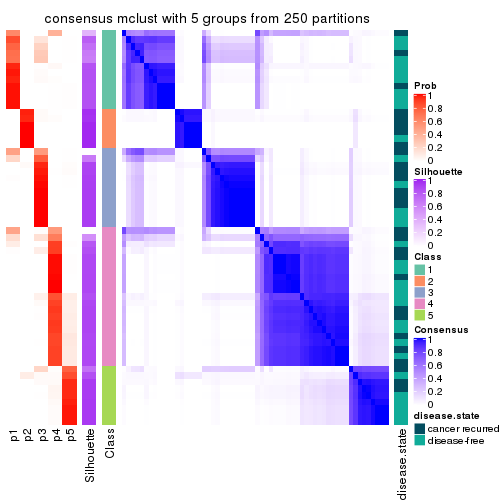 consensus mclust with 5 groups from 250 partitions
Prob
1
0.8
0.6
0.4
0.2
0
Silhouette
1
0.8
0.6
0.4
0.2
0
Class
1
2
3
4
5
Consensus
1
0.8
0.6
0.4
0.2
0
disease.state
cancer recurred
disease-free
p1
p2
p3
p4
p5
Silhouette
Class
disease.state